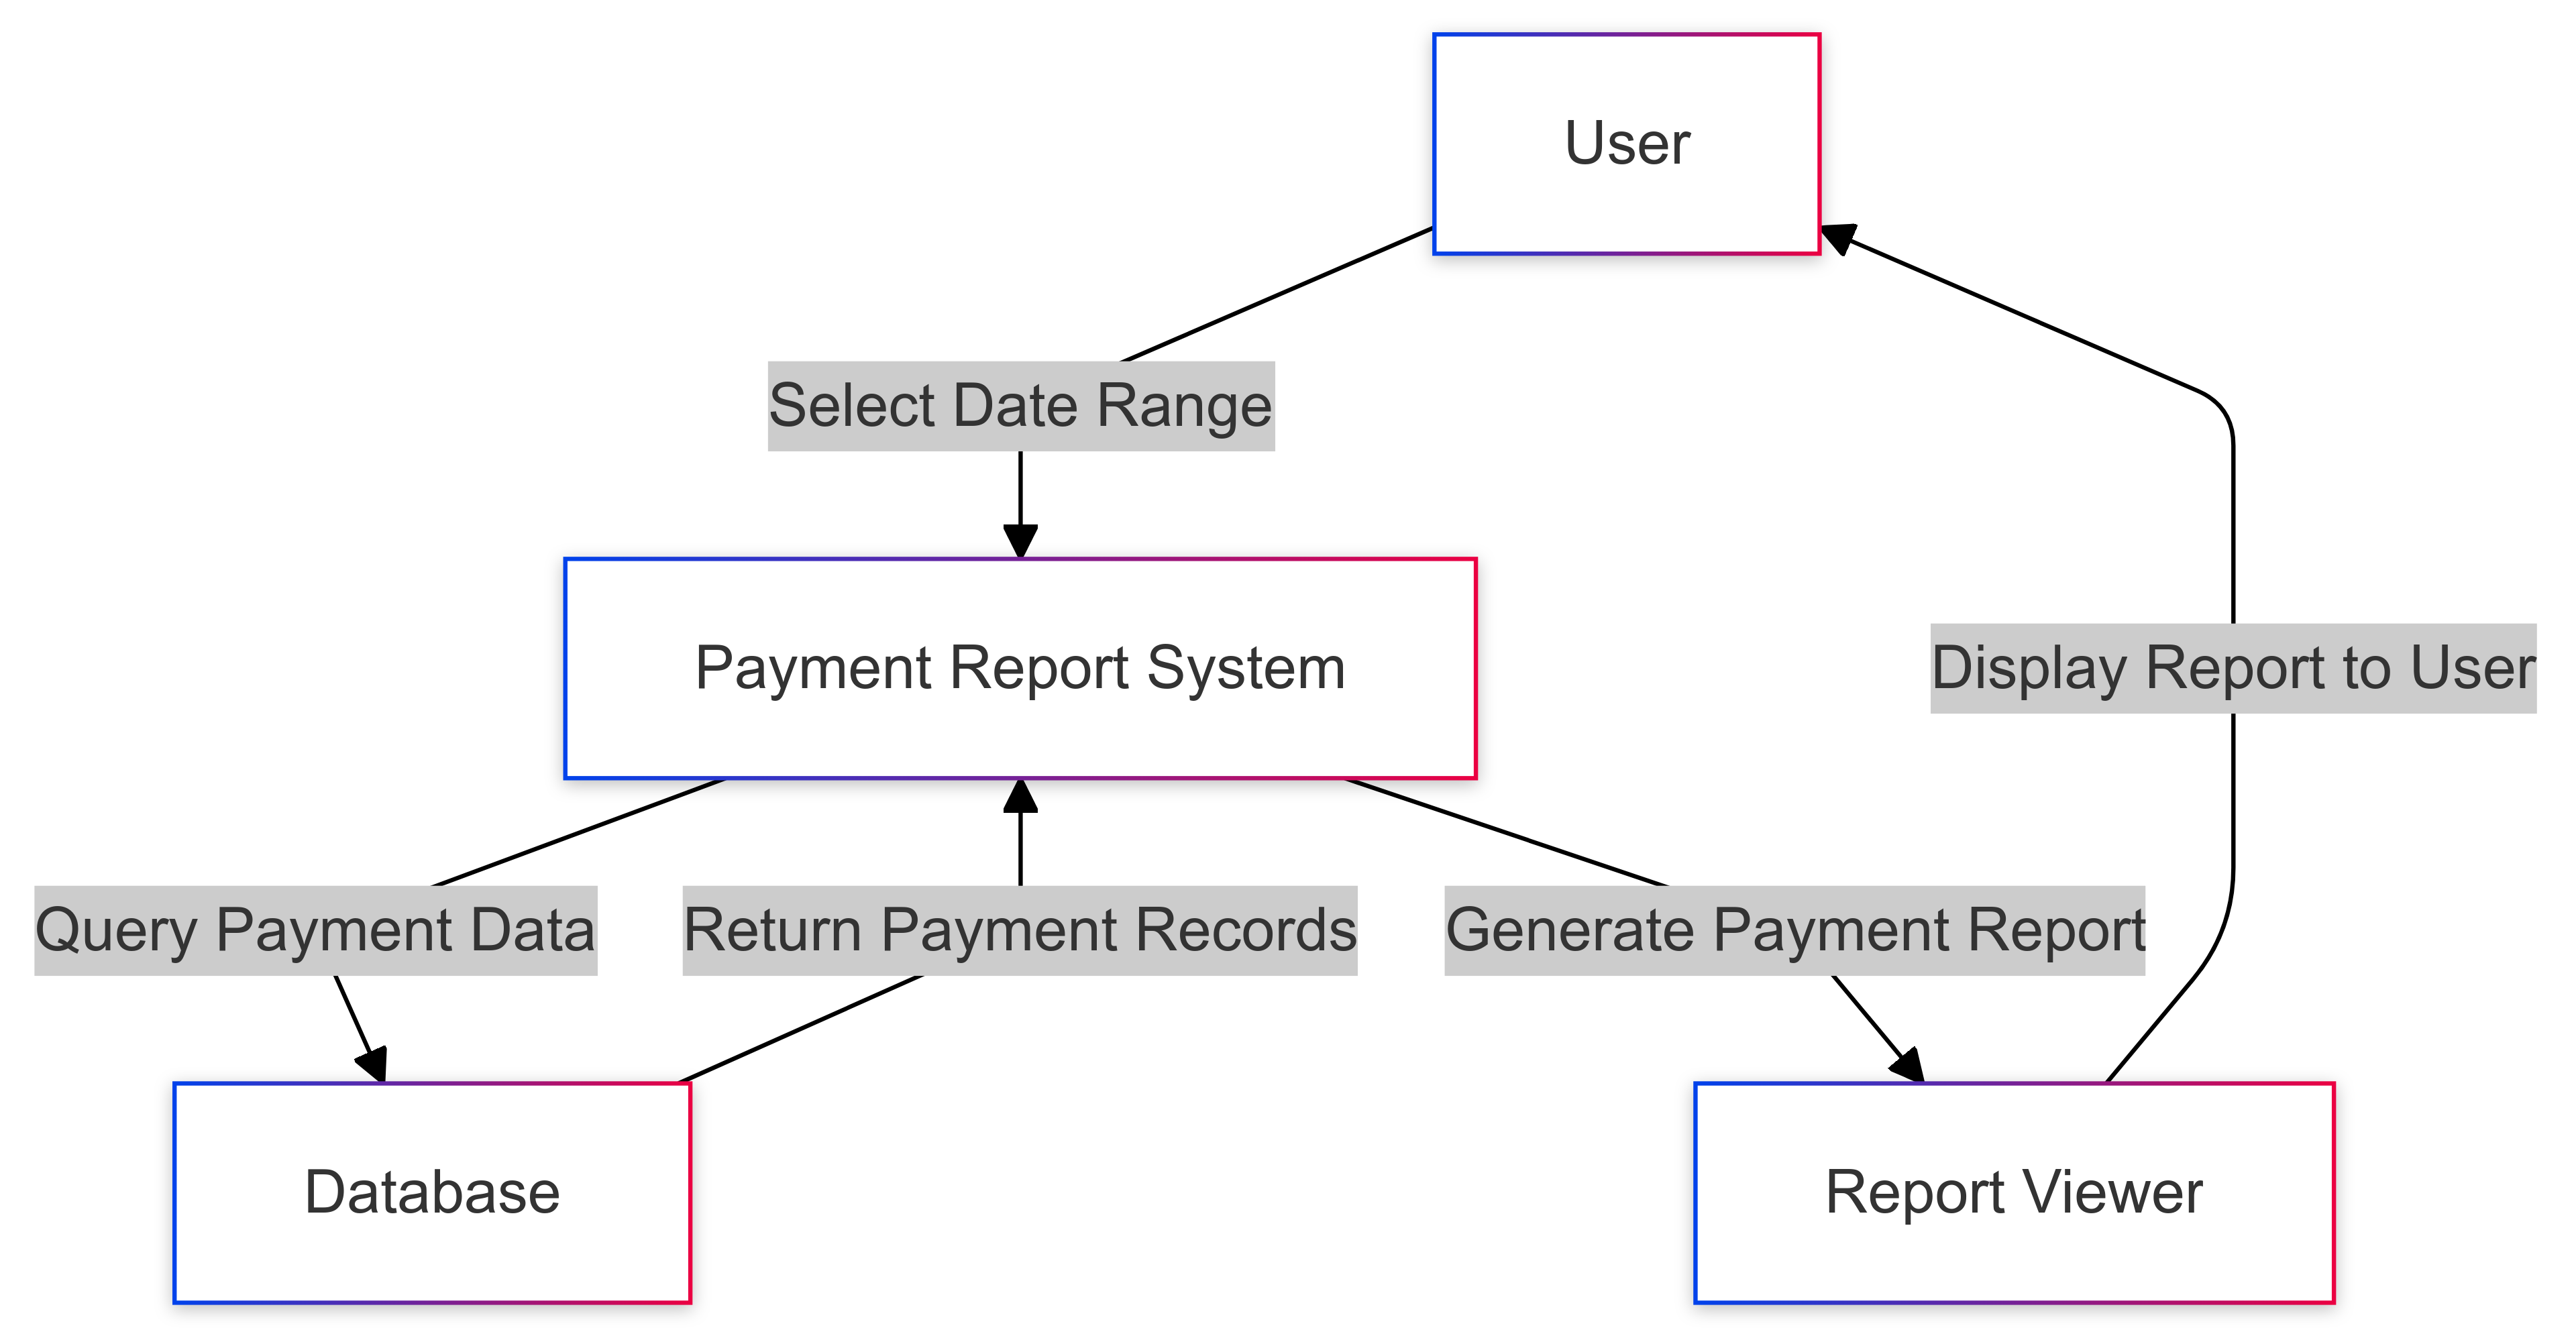 User
Select Date Range
Payment Report System
Display Report to User
Query Payment Data
Return Payment Records
Generate Payment Report
Database
Report Viewer